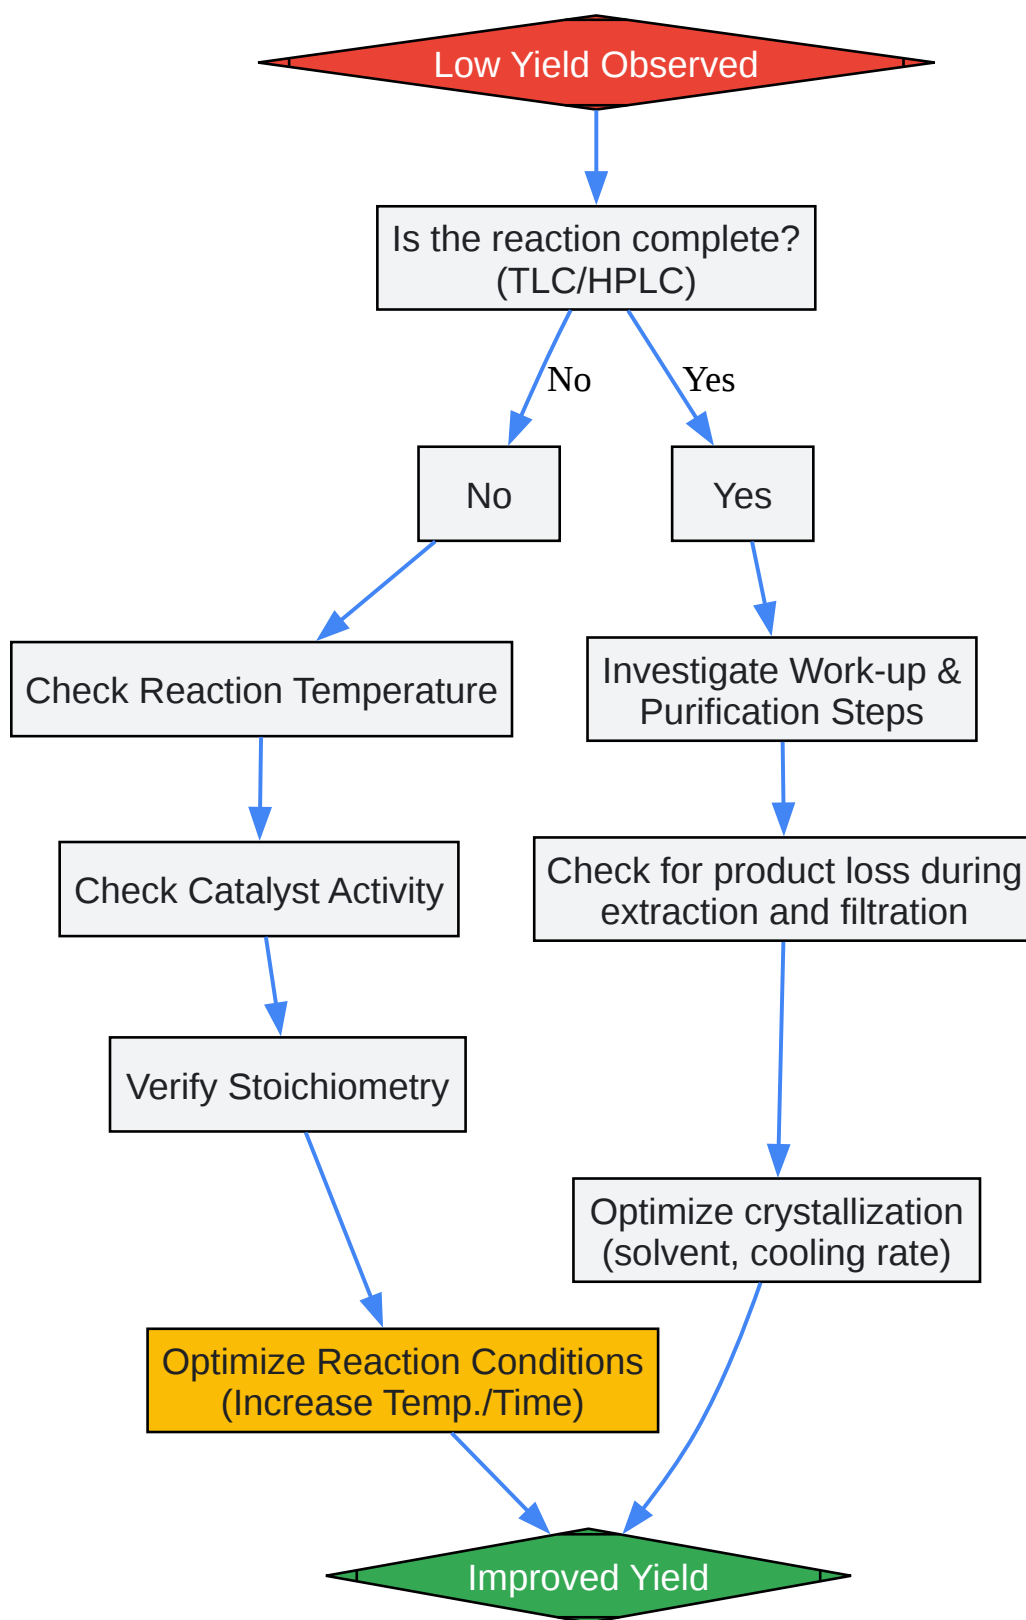 Low Yield Observed
Is the reaction complete?
(TLC/HPLC)
No
Yes
No
Yes
Check Reaction Temperature
Investigate Work-up &
Purification Steps
Check Catalyst Activity
Check for product loss during
extraction and filtration
Verify Stoichiometry
Optimize crystallization
(solvent, cooling rate)
Optimize Reaction Conditions
(Increase Temp./Time)
Improved Yield